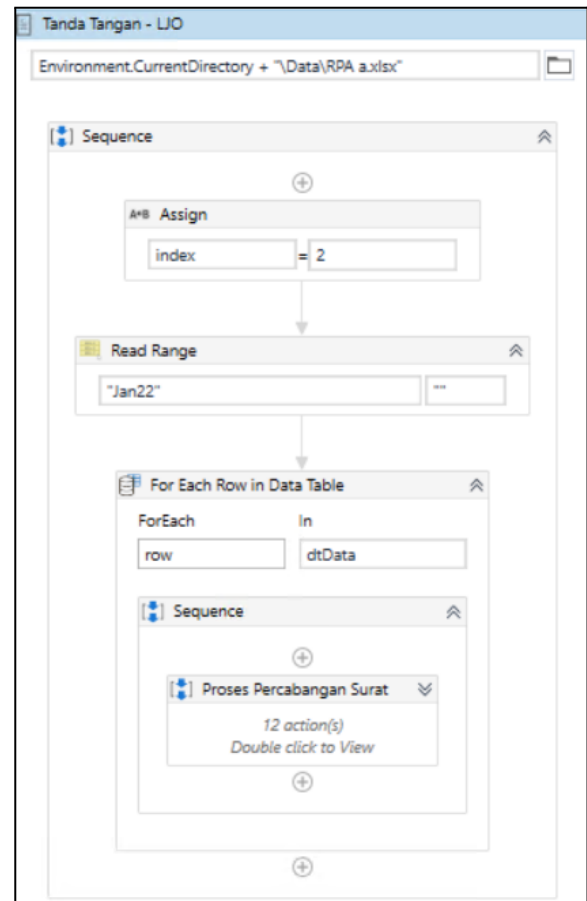 Tanda Tangan - LJO
Environment.CurrentDirectory + "\Data\RPA a.xlsx"
Sequence
A*B Assign
index = 2
Read Range
"Jan22" ""
For Each Row in Data Table
ForEach In
row dtData
Sequence
Proses Percabangan Surat
12 action(s)
Double click to View